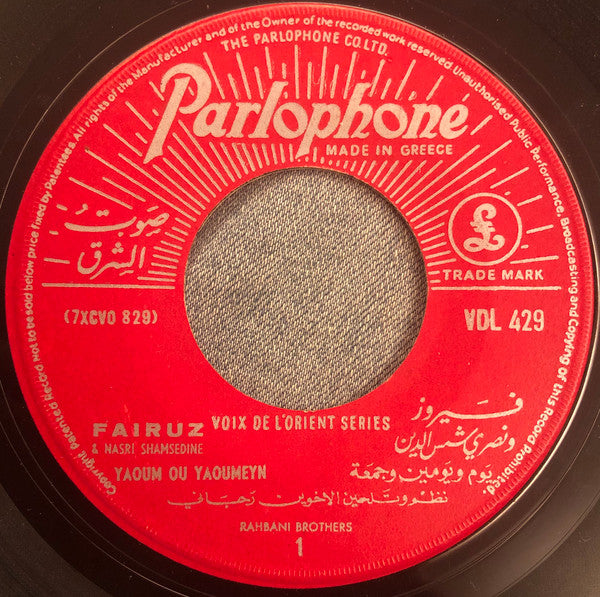 All rights of the Manufacturer and of the Owner of the recorded work reserved Unauthorised Public Performance, Broadcasting and Copying of this Record Prohibited.
Copyright Patented Record Not to be sold below price fixed by Patentees.
THE PARLOPHONE CO.LTD.
Parlophone
MADE IN GREECE
صوت
الشرق
£
TRADE MARK
(7XGVO 829)
VDL 429
VOIX DE L'ORIENT SERIES
FAIRUZ
& NASRI SHAMSEDINE
فيروز
ونصري شمس الدين
YAOUM OU YAOUMEYN
يوم ويومين وجمعة
نظم وتلحين الاخوين رحباني
RAHBANI BROTHERS
1